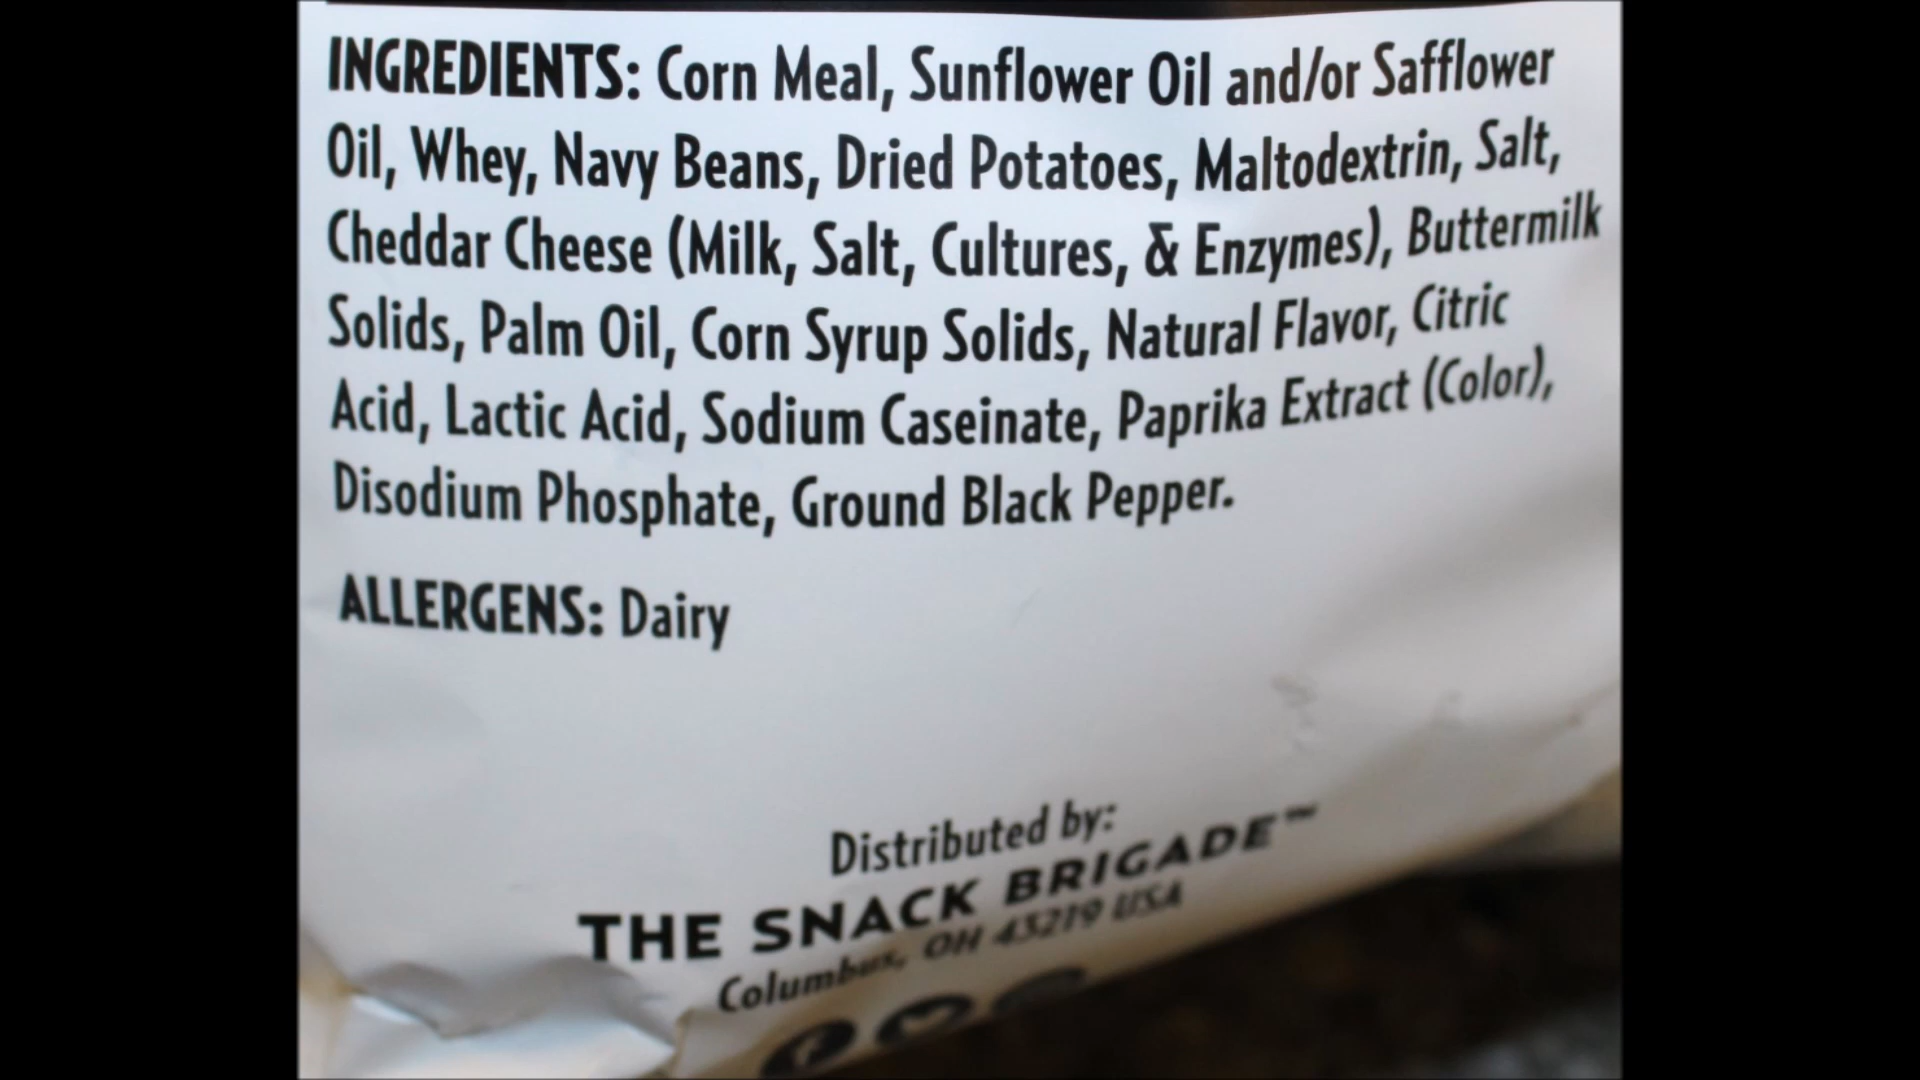 INGREDIENTS: Corn Meal, Sunflower Oil and/or Safflower
Oil, Whey, Navy Beans, Dried Potatoes, Maltodextrin, Salt,
Cheddar Cheese (Milk, Salt, Cultures, & Enzymes), Buttermilk
Solids, Palm Oil, Corn Syrup Solids, Natural Flavor, Citric
Acid, Lactic Acid, Sodium Caseinate, Paprika Extract (Color),
Disodium Phosphate, Ground Black Pepper.
ALLERGENS: Dairy
Distributed by:
THE SNACK BRIGADE™
Columbus, OH 43219 USA